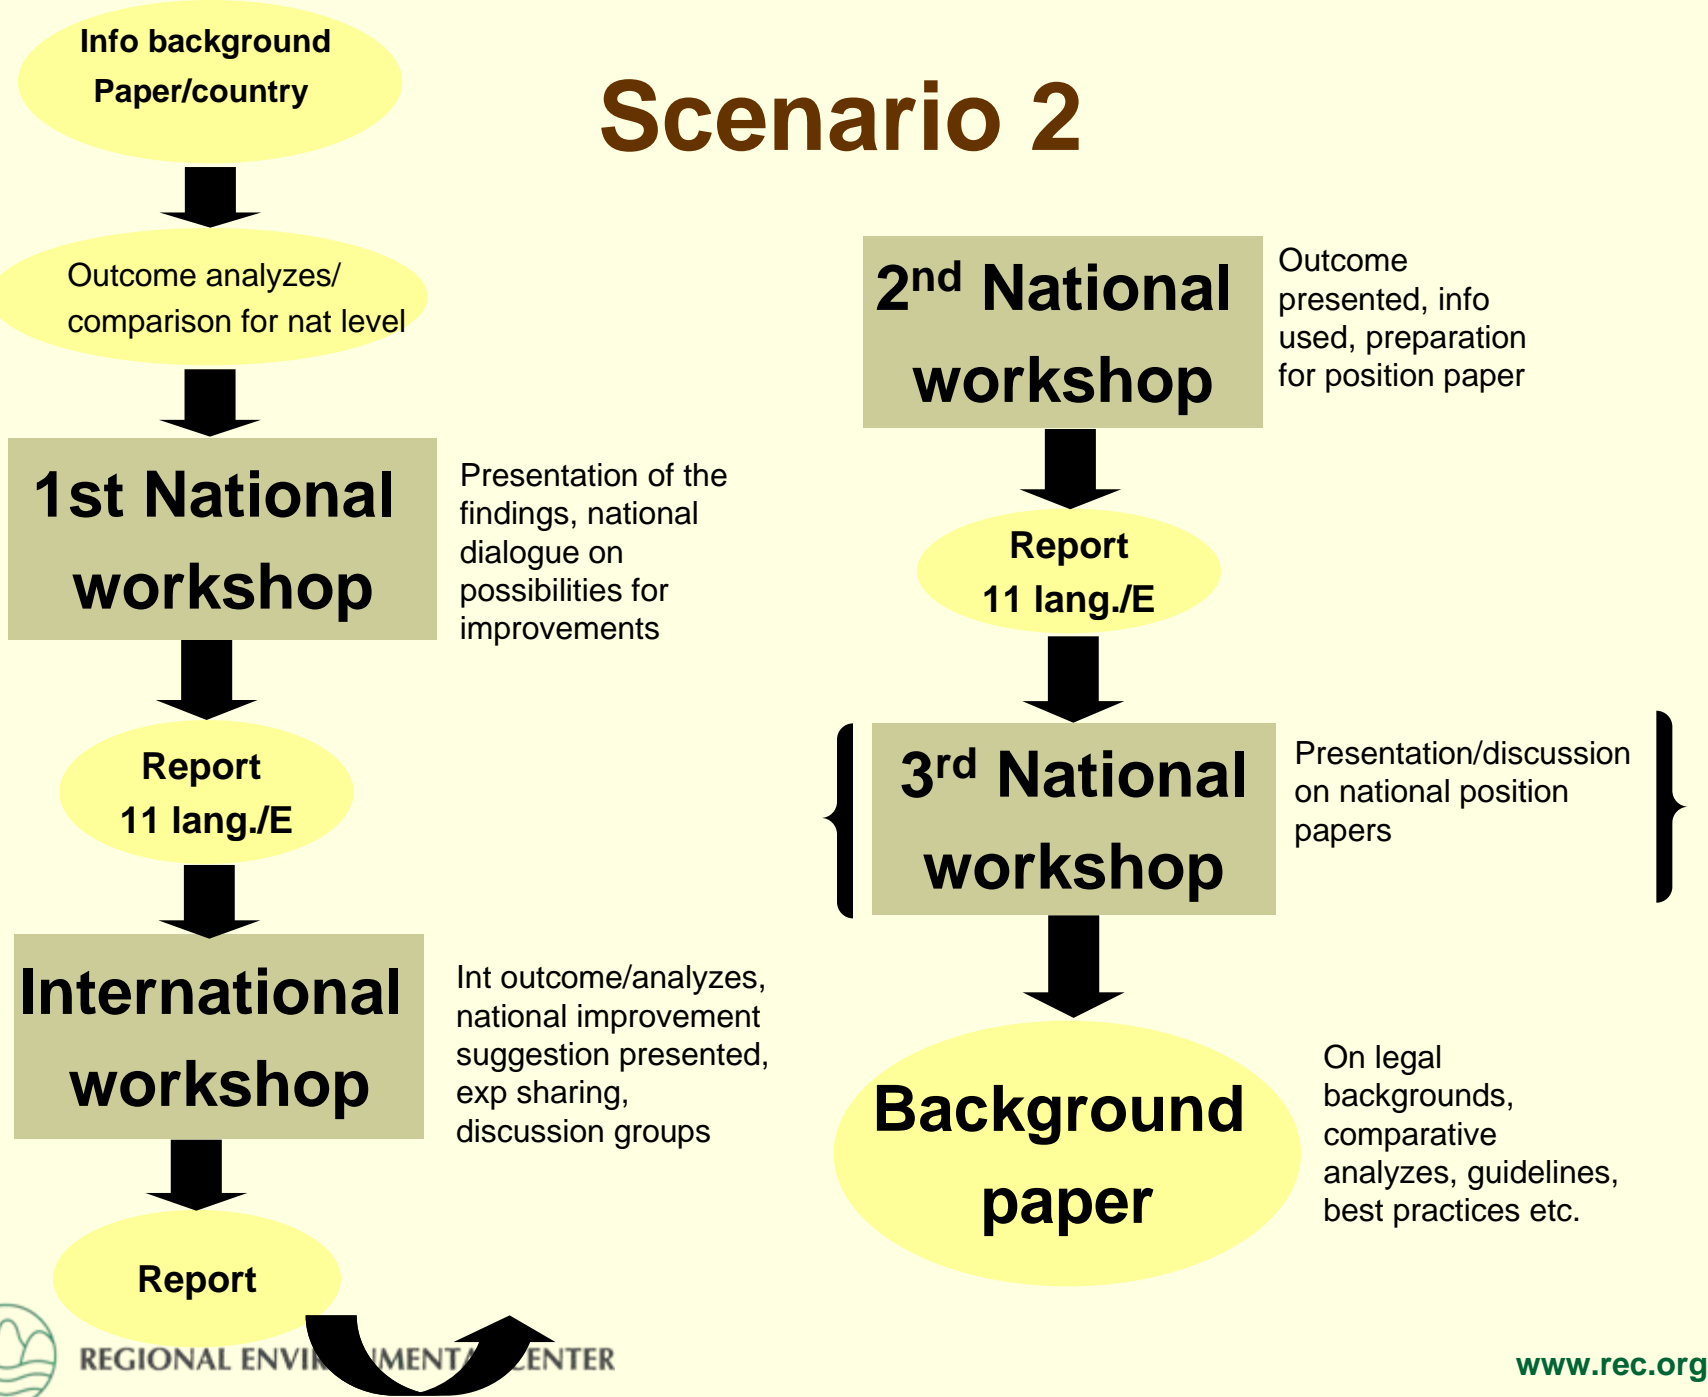 Info background
Paper/country
Scenario 2
Outcome analyzes/
comparison for nat level
1st National
workshop
Presentation of the
findings, national
dialogue on
possibilities for
improvements
Report
11 lang./E
International
workshop
Int outcome/analyzes,
national improvement
suggestion presented,
exp sharing,
discussion groups
Report
2nd National
workshop
Outcome
presented, info
used, preparation
for position paper
Report
11 lang./E
3rd National
workshop
Presentation/discussion
on national position
papers
Background
paper
On legal
backgrounds,
comparative
analyzes, guidelines,
best practices etc.
REGIONAL ENVIRONMENTAL CENTER
www.rec.org